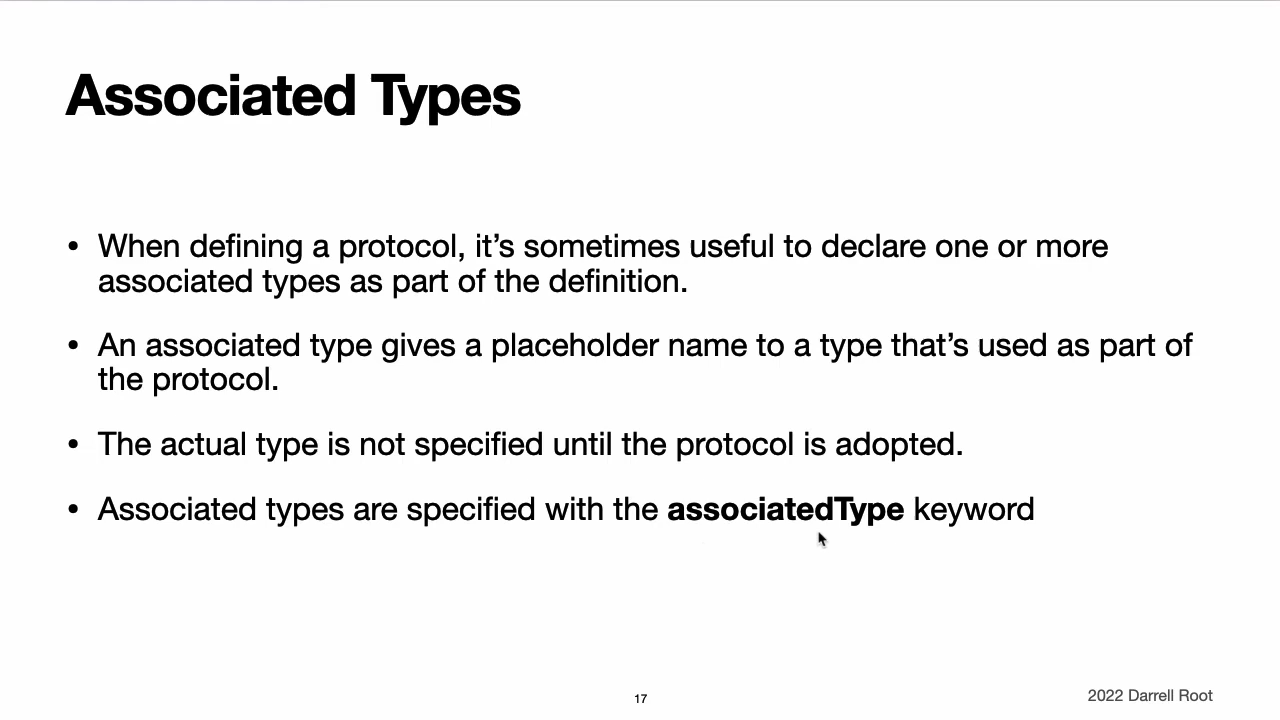 Associated Types
• When defining a protocol, it’s sometimes useful to declare one or more
associated types as part of the definition.
• An associated type gives a placeholder name to a type that’s used as part of
the protocol.
• The actual type is not specified until the protocol is adopted.
• Associated types are specified with the associatedType keyword
17
2022 Darrell Root